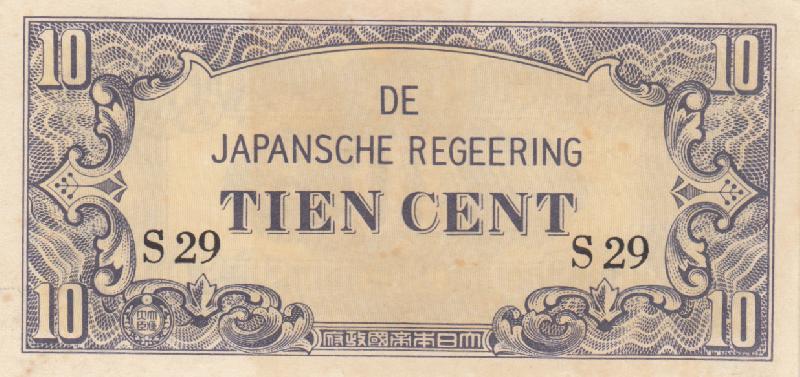 10 10
DE
JAPANSCHE REGEERING
TIEN CENT
S 29 S 29
10 10
府政國帝本日大